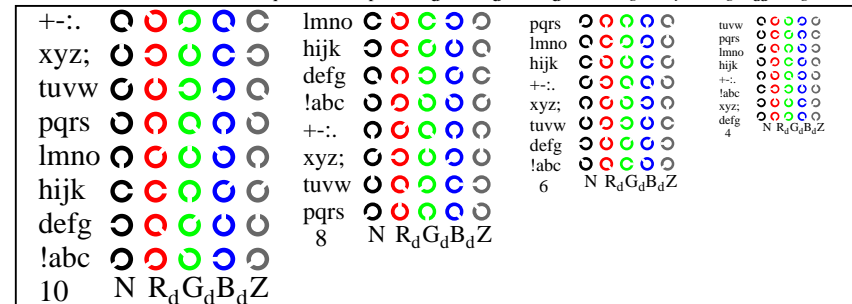 +-:.
xyz;
tuvw
pqrs
lmno
hijk
defg
!abc
10 N RdGdBdZ
lmno
hijk
defg
!abc
+-:.
xyz;
tuvw
pqrs
8 N RdGdBdZ
pqrs
lmno
hijk
+-:.
xyz;
tuvw
defg
!abc
6 N RdGdBdZ
tuvw
pqrs
lmno
hijk
+-:.
!abc
xyz;
defg
4 N RdGdBdZ